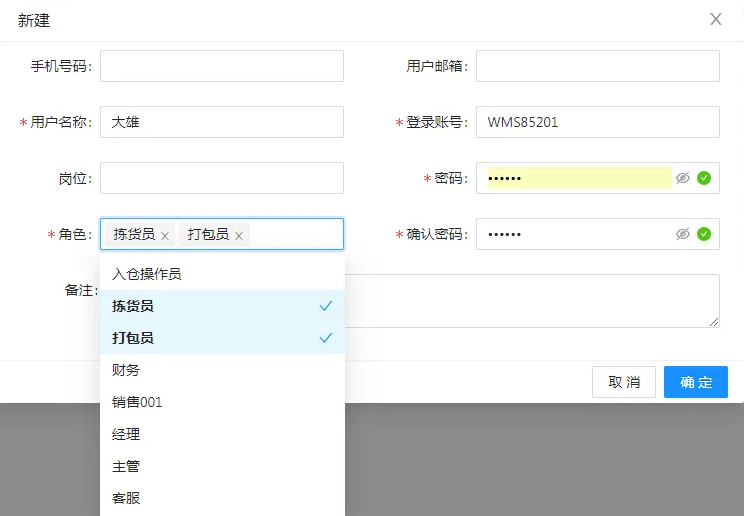 新建
手机号码:
用户邮箱:
* 用户名称: 大雄
* 登录账号: WMS85201
岗位:
* 密码: ••••••
* 角色: 拣货员 x 打包员 x
* 确认密码: ••••••
备注:
入仓操作员
拣货员
打包员
财务
销售001
经理
主管
客服
取 消
确 定